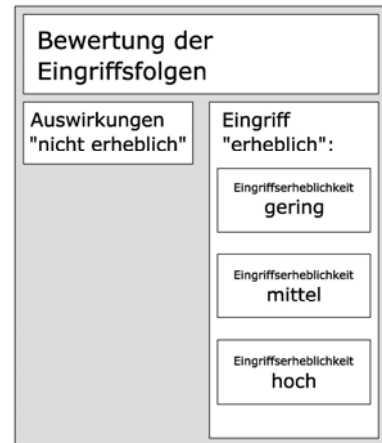 Bewertung der
Eingriffsfolgen
Auswirkungen
"nicht erheblich"
Eingriff
"erheblich":
Eingriffserheblichkeit
gering
Eingriffserheblichkeit
mittel
Eingriffserheblichkeit
hoch